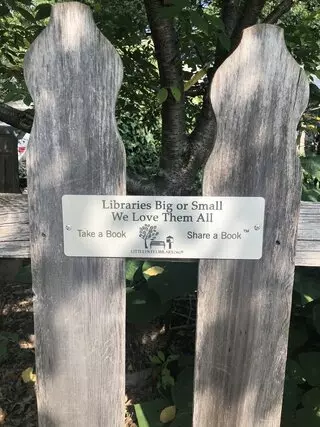 Libraries Big or Small
We Love Them All
Take a Book Share a Book™
LITTLEFREELIBRARY.ORG®